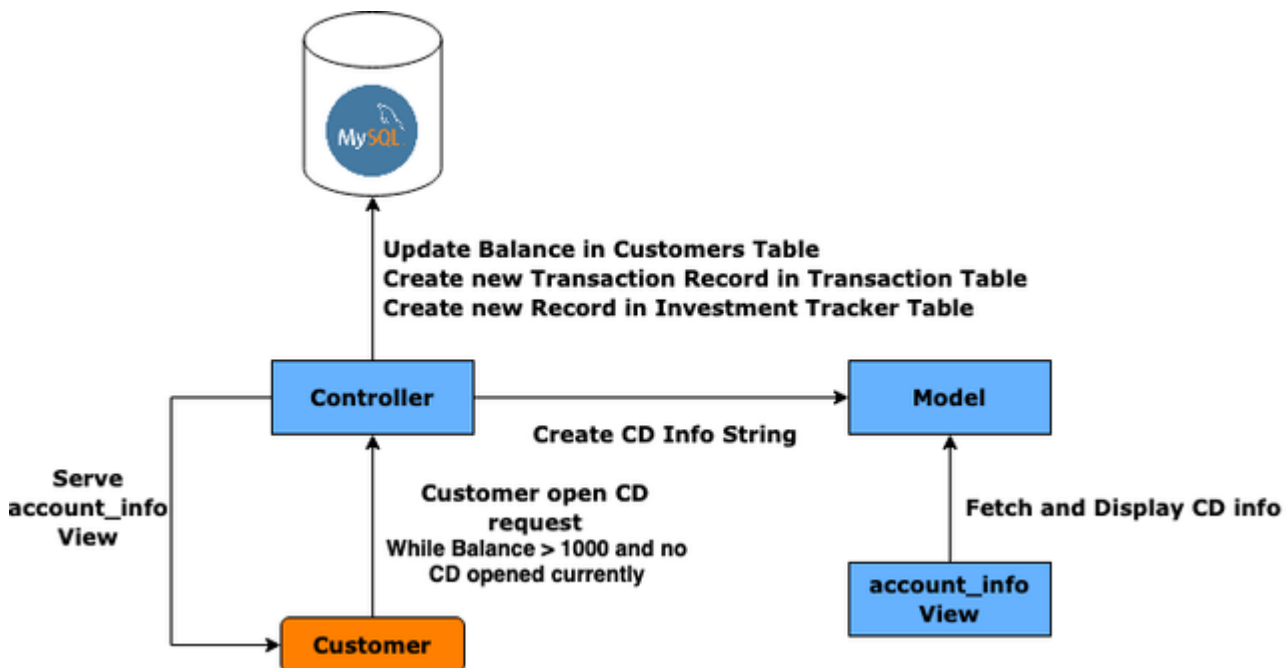 MySQL
Update Balance in Customers Table
Create new Transaction Record in Transaction Table
Create new Record in Investment Tracker Table
Controller
Model
Create CD Info String
Serve
account_info
View
Customer open CD
request
While Balance > 1000 and no
CD opened currently
Fetch and Display CD info
account_info
View
Customer